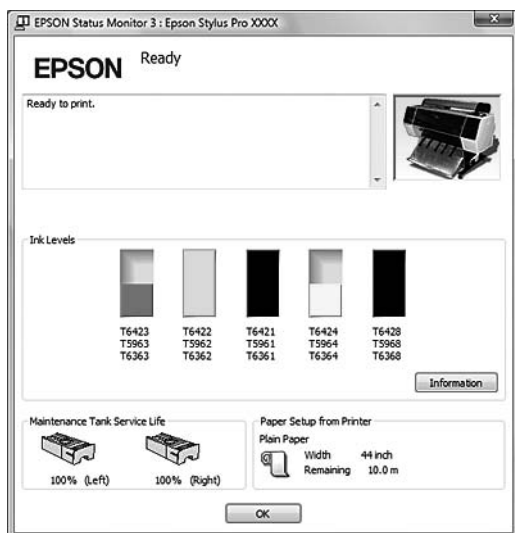 EPSON Status Monitor 3 : Epson Stylus Pro XXXX
EPSON Ready
Ready to print.
Ink Levels
T6423 T6422 T6421 T6424 T6428
T5963 T5962 T5961 T5964 T5968
T6363 T6362 T6361 T6364 T6368
Information
Maintenance Tank Service Life
100% (Left) 100% (Right)
Paper Setup from Printer
Plain Paper
Width 44 inch
Remaining 10.0 m
OK